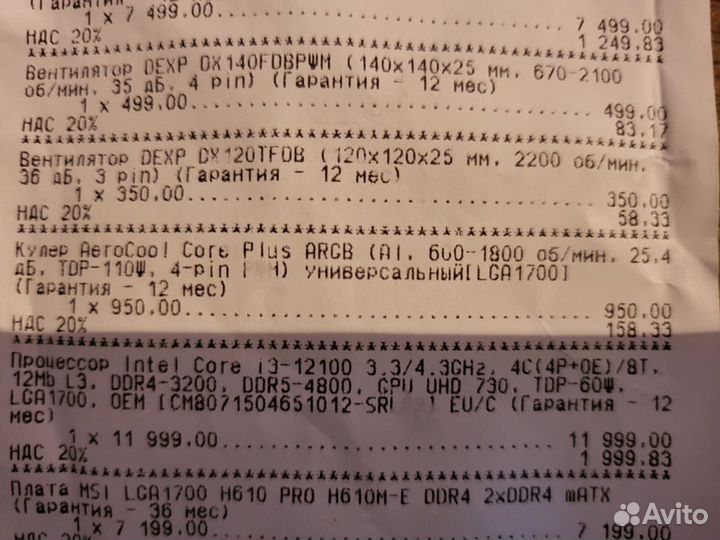 (Гарантия - 12 мес)
1 x 7 499.00 7 499.00
НДС 20% 1 249.83
Вентилятор DEXP DX140FDBPWM (140x140x25 мм, 670-2100
об/мин, 35 дБ, 4 pin) (Гарантия - 12 мес)
1 x 499.00 499.00
НДС 20% 83.17
Вентилятор DEXP DX120TFDB (120x120x25 мм, 2200 об/мин,
36 дБ, 3 pin) (Гарантия - 12 мес)
1 x 350.00 350.00
НДС 20% 58.33
Кулер AeroCool Core Plus ARGB (Al, 600-1800 об/мин, 25,4
дБ, TDP-110W, 4-pin универсальный[LGA1700]
(Гарантия - 12 мес)
1 x 950.00 950.00
НДС 20% 158.33
Процессор Intel Core i3-12100 3.3/4.3GHz, 4C(4P+0E)/8T,
12Mb L3, DDR4-3200, DDR5-4800, GPU UHD 730, TDP-60W,
LGA1700, OEM [CM8071504651012- EU/C (Гарантия - 12
мес)
1 x 11 999.00 11 999.00
НДС 20% 1 999.83
Плата MSI LGA1700 H610 PRO H610M-E DDR4 2xDDR4 mATX
(Гарантия - 36 мес)
1 x 7 199.00 7 199.00
Avito